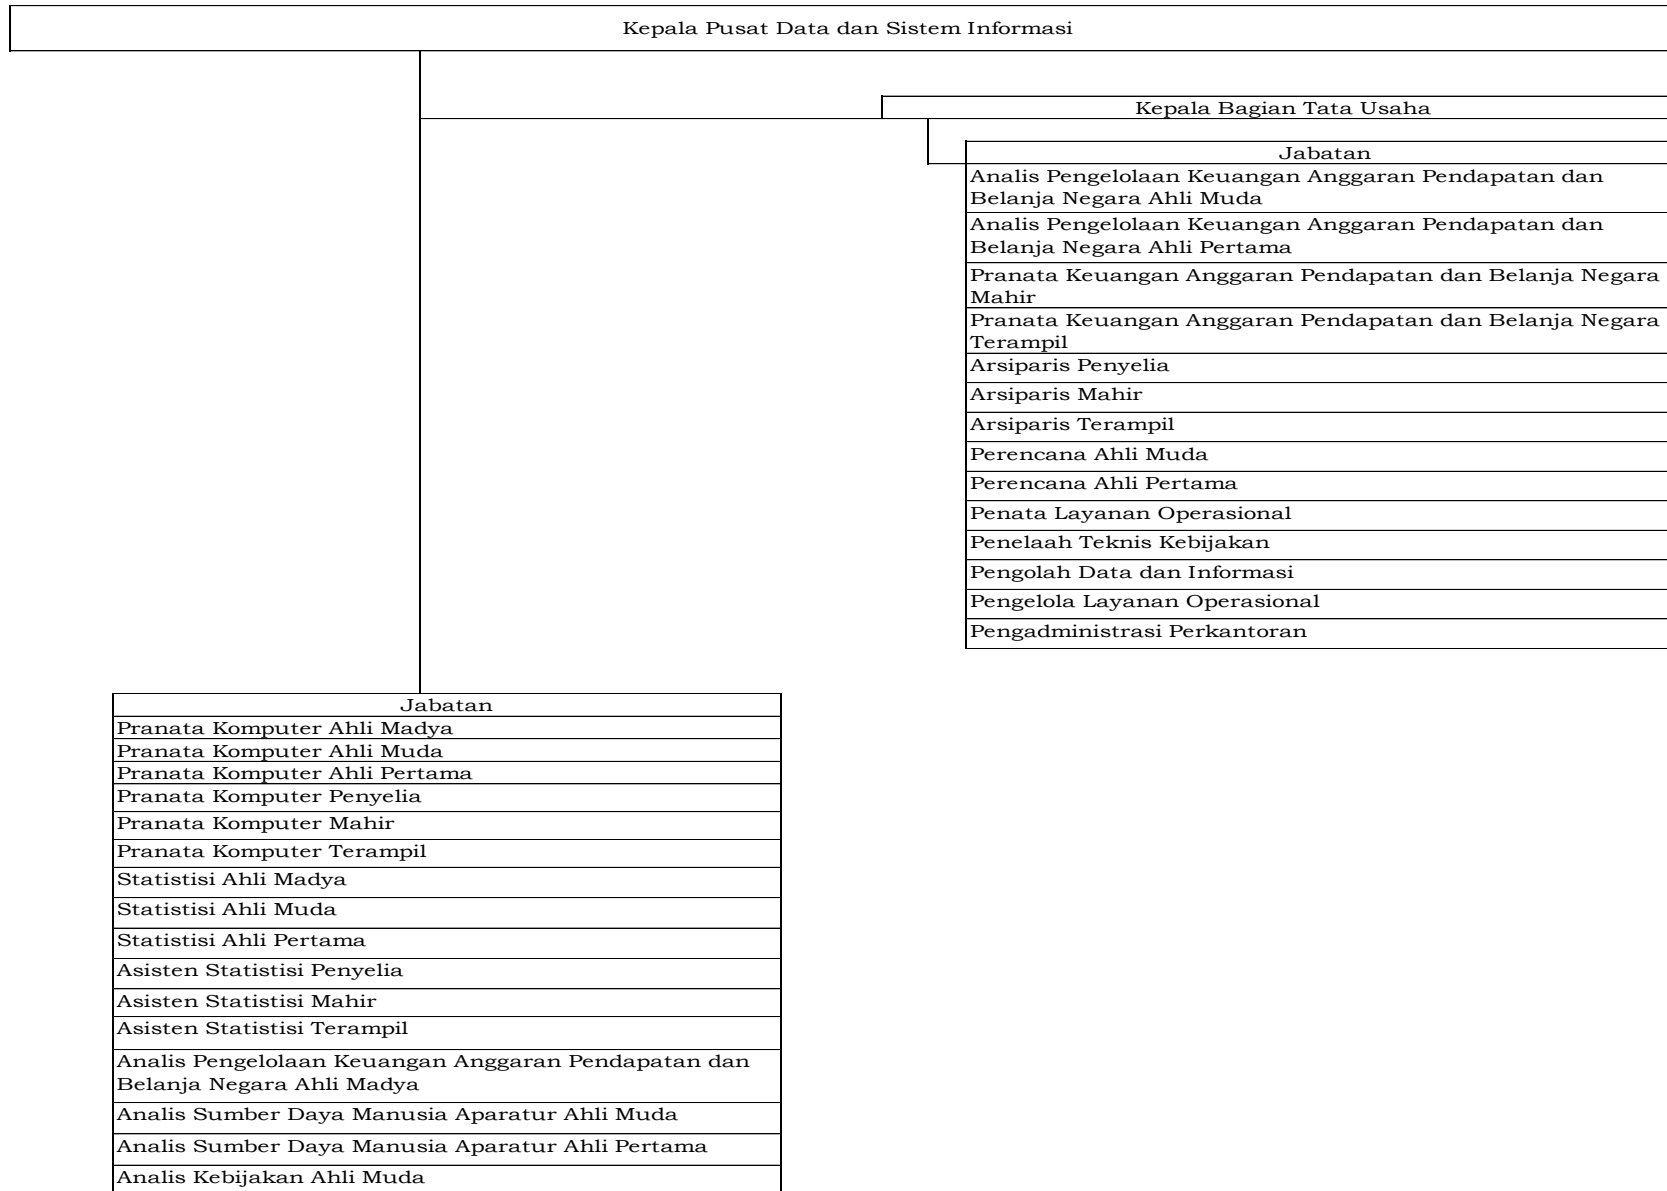 Kepala Pusat Data dan Sistem Informasi
Kepala Bagian Tata Usaha
Jabatan
Analis Pengelolaan Keuangan Anggaran Pendapatan dan
Belanja Negara Ahli Muda
Analis Pengelolaan Keuangan Anggaran Pendapatan dan
Belanja Negara Ahli Pertama
Pranata Keuangan Anggaran Pendapatan dan Belanja Negara
Mahir
Pranata Keuangan Anggaran Pendapatan dan Belanja Negara
Terampil
Arsiparis Penyelia
Arsiparis Mahir
Arsiparis Terampil
Perencana Ahli Muda
Perencana Ahli Pertama
Penata Layanan Operasional
Penelaah Teknis Kebijakan
Pengolah Data dan Informasi
Pengelola Layanan Operasional
Pengadministrasi Perkantoran
Jabatan
Pranata Komputer Ahli Madya
Pranata Komputer Ahli Muda
Pranata Komputer Ahli Pertama
Pranata Komputer Penyelia
Pranata Komputer Mahir
Pranata Komputer Terampil
Statistisi Ahli Madya
Statistisi Ahli Muda
Statistisi Ahli Pertama
Asisten Statistisi Penyelia
Asisten Statistisi Mahir
Asisten Statistisi Terampil
Analis Pengelolaan Keuangan Anggaran Pendapatan dan
Belanja Negara Ahli Madya
Analis Sumber Daya Manusia Aparatur Ahli Muda
Analis Sumber Daya Manusia Aparatur Ahli Pertama
Analis Kebijakan Ahli Muda